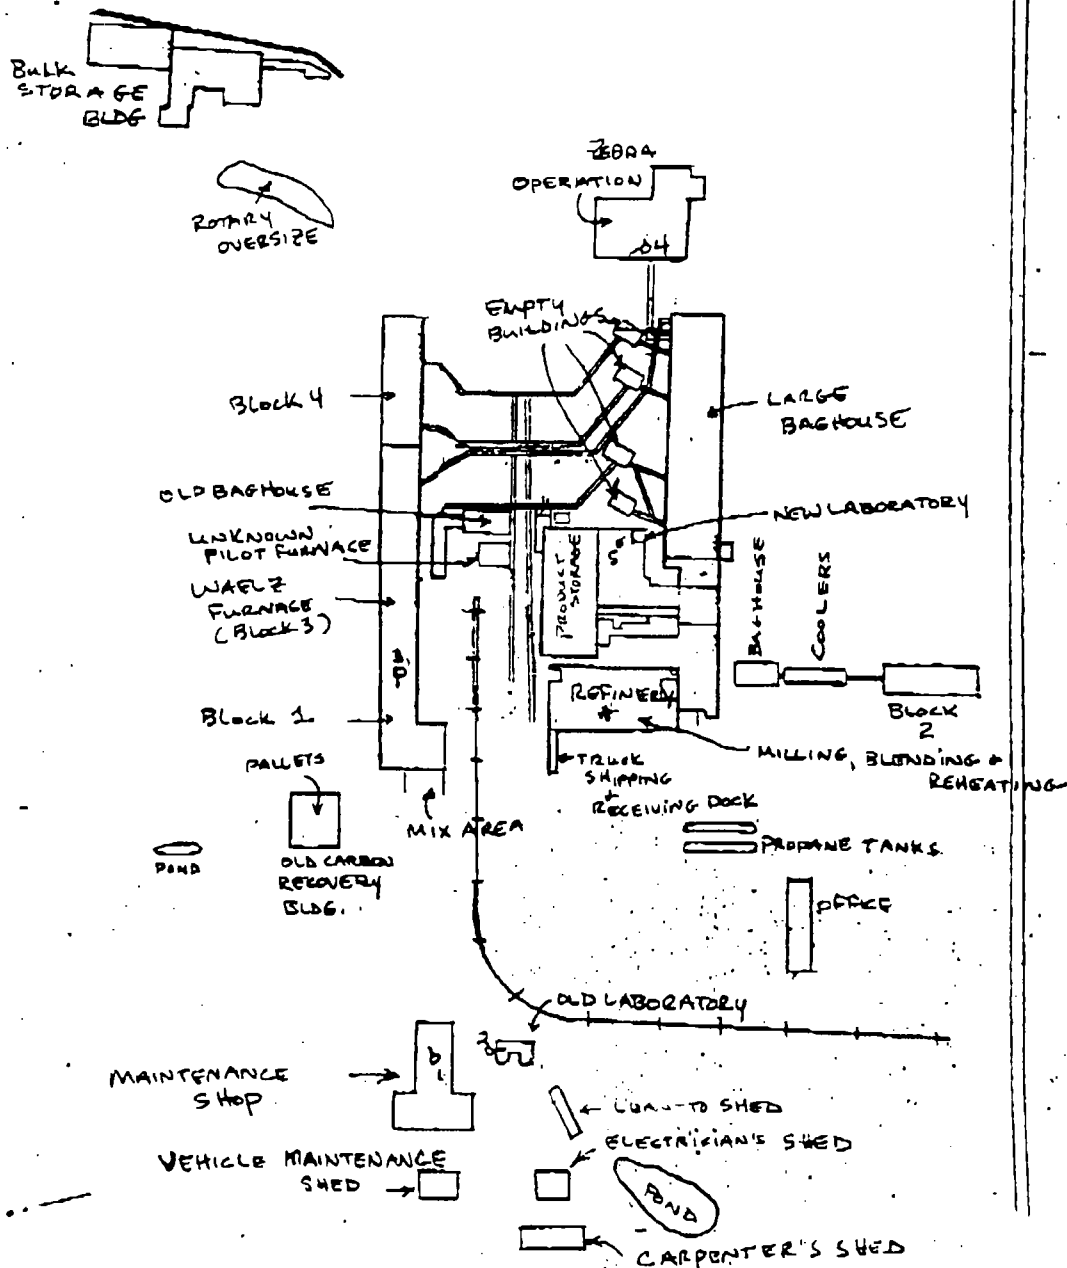 BULK
STORAGE
BLDG
ZEBRA
OPERATION
ROTARY
OVERSIZE
EMPTY
BUILDINGS
BLOCK 4
LARGE
BAGHOUSE
OLD BAGHOUSE
NEW LABORATORY
UNKNOWN
PILOT FURNACE
PRODUCT
STORAGE
BAGHOUSE
COOLERS
WAELZ
FURNAGE
(BLOCK 3)
REFINERY
BLOCK 1
BLOCK
2
MILLING, BLENDING &
REHEATING
PALLETS
TRUCK
SHIPPING
&
RECEIVING DOCK
MIX AREA
PROPANE TANKS
POND
OLD CARBON
RECOVERY
BLDG.
OFFICE
OLD LABORATORY
MAINTENANCE
SHOP
LEAN-TO SHED
ELECTRICIAN'S SHED
VEHICLE MAINTENANCE
SHED
POND
CARPENTER'S SHED